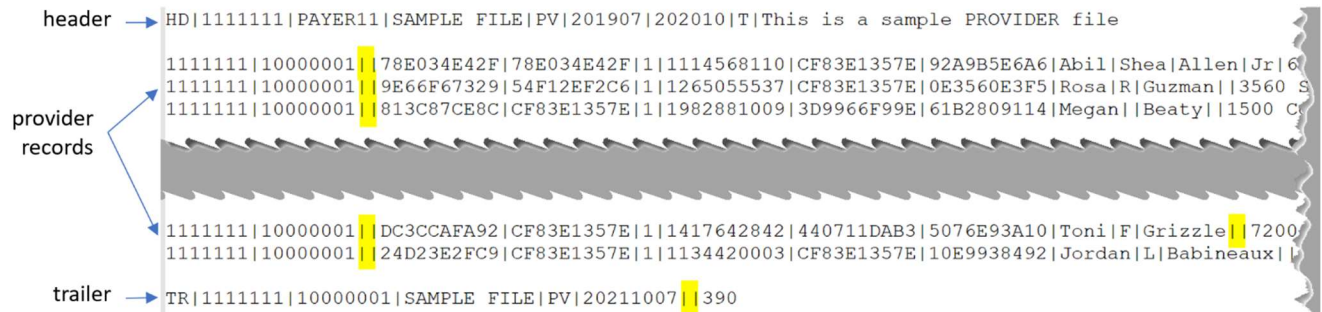 header
HD|1111111|PAYER11|SAMPLE FILE|PV|201907|202010|T|This is a sample PROVIDER file
1111111|10000001||78E034E42F|78E034E42F|1|1114568110|CF83E1357E|92A9B5E6A6|Abil|Shea|Allen|Jr|6
1111111|10000001||9E66F67329|54F12EF2C6|1|1265055537|CF83E1357E|0E3560E3F5|Rosa|R|Guzman||3560 S
1111111|10000001||813C87CE8C|CF83E1357E|1|1982881009|3D9966F99E|61B2809114|Megan||Beaty||1500 C
provider
records
1111111|10000001||DC3CCAFA92|CF83E1357E|1|1417642842|440711DAB3|5076E93A10|Toni|F|Grizzle||7200
1111111|10000001||24D23E2FC9|CF83E1357E|1|1134420003|CF83E1357E|10E9938492|Jordan|L|Babineaux||
trailer
TR|1111111|10000001|SAMPLE FILE|PV|20211007||390